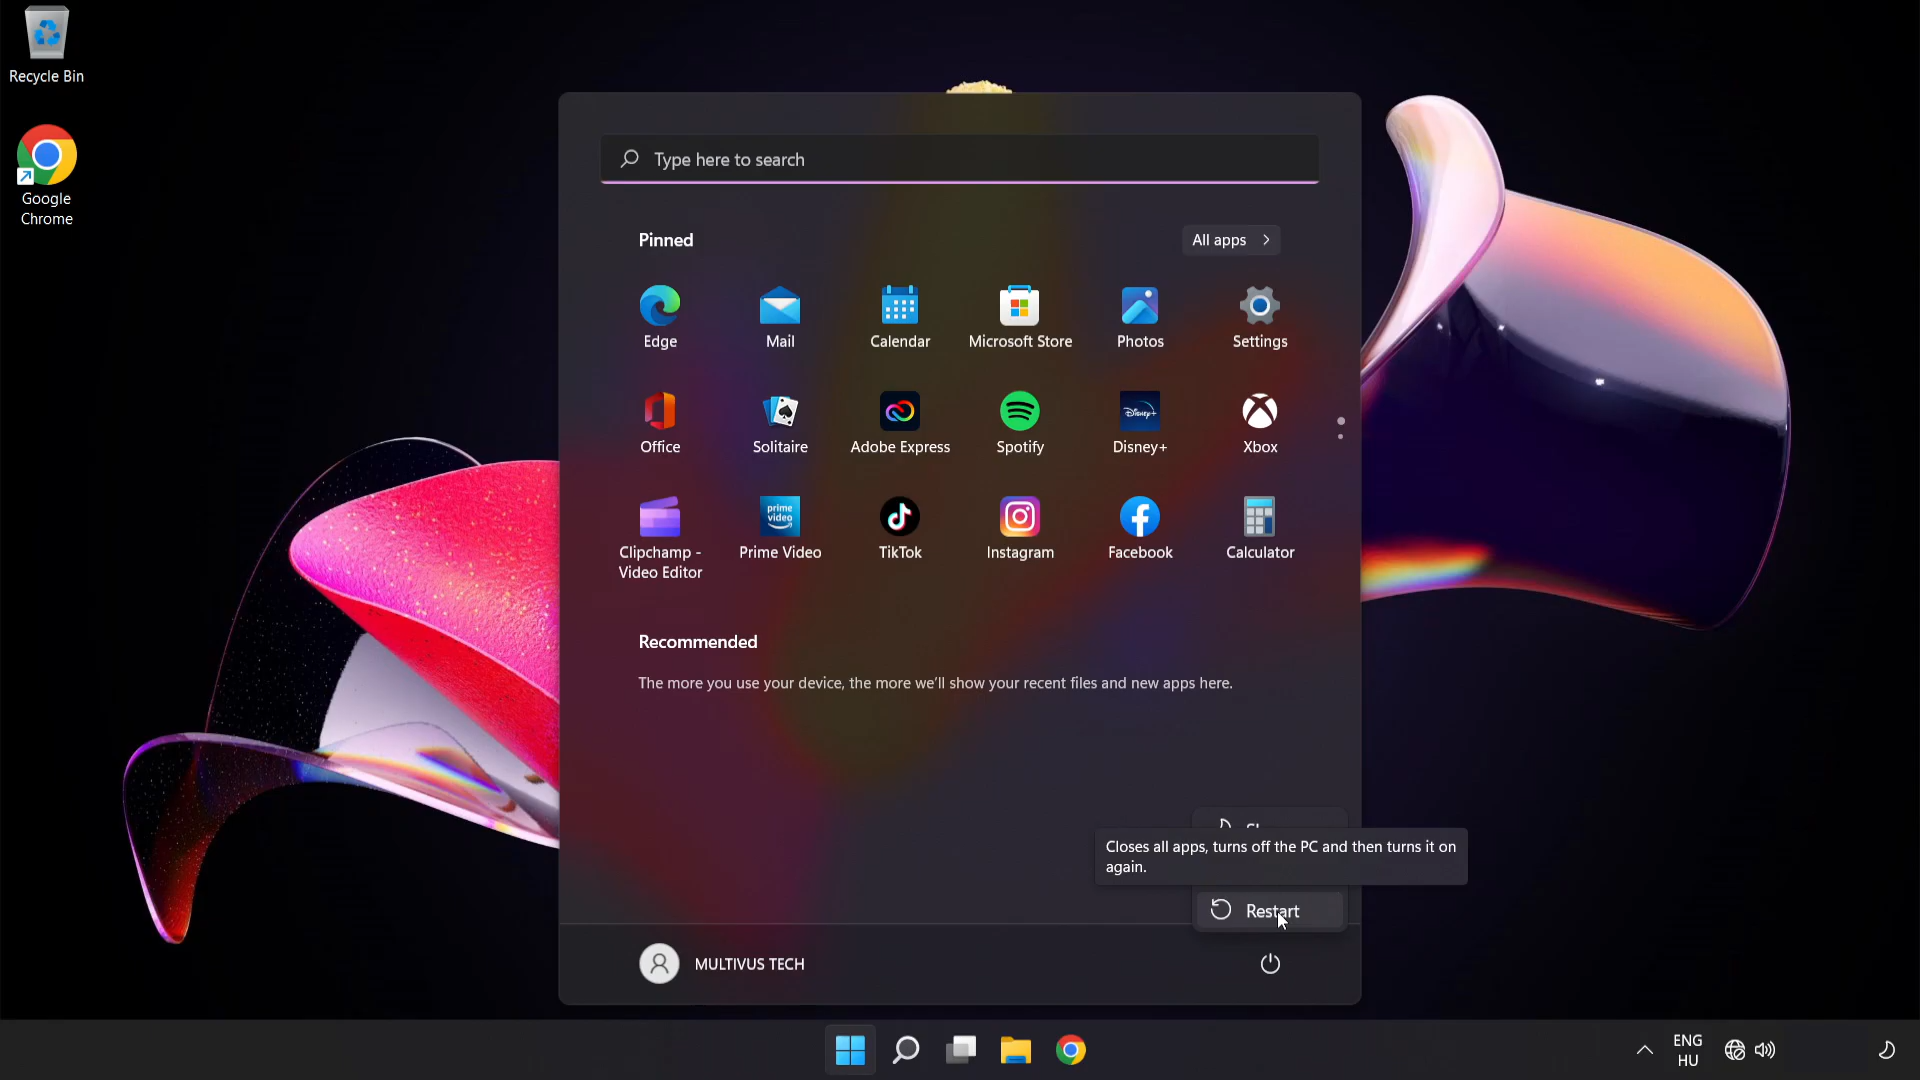 Recycle Bin
Google
Chrome
Type here to search
Pinned
All apps
Edge
Mail
Calendar
Microsoft Store
Photos
Settings
Office
Solitaire
Adobe Express
Spotify
Disney+
Disney+
Xbox
prime
video
Clipchamp -
Video Editor
Prime Video
TikTok
Instagram
Facebook
Calculator
Recommended
The more you use your device, the more we'll show your recent files and new apps here.
Closes all apps, turns off the PC and then turns it on
again.
Restart
MULTIVUS TECH
ENG
HU